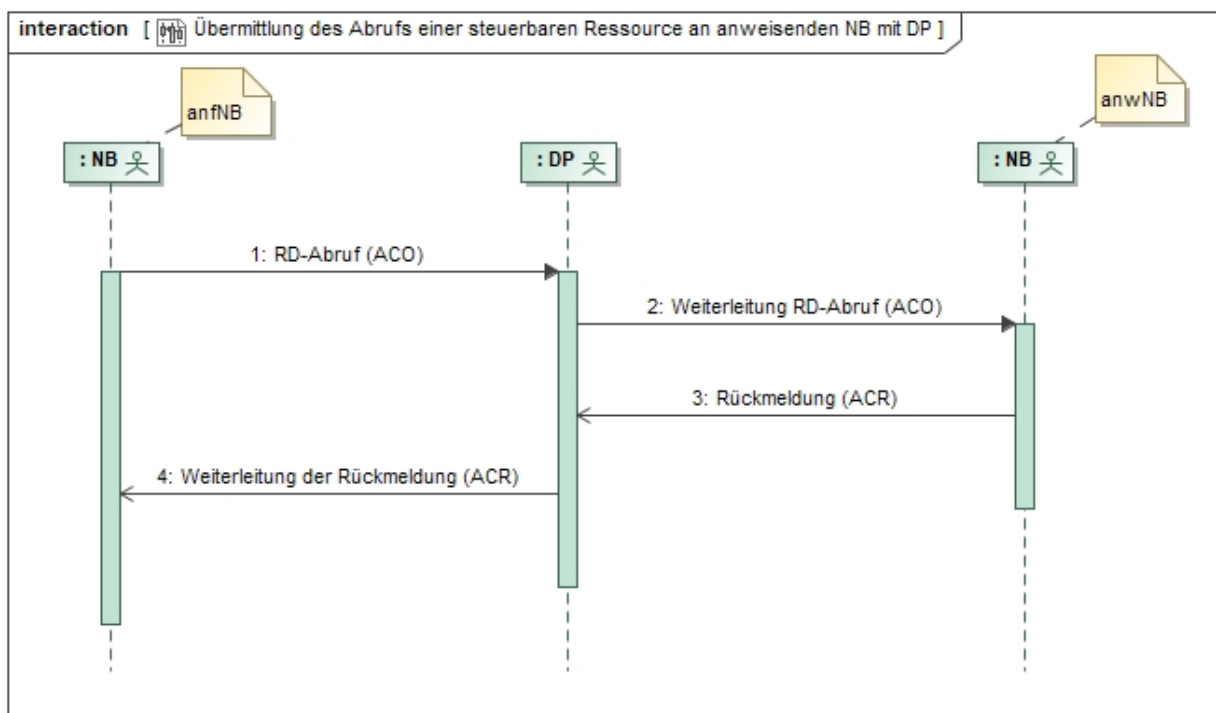 interaction [ Übermittlung des Abrufs einer steuerbaren Ressource an anweisenden NB mit DP ]
anfNB
anwNB
: NB
: DP
: NB
1: RD-Abruf (ACO)
2: Weiterleitung RD-Abruf (ACO)
3: Rückmeldung (ACR)
4: Weiterleitung der Rückmeldung (ACR)